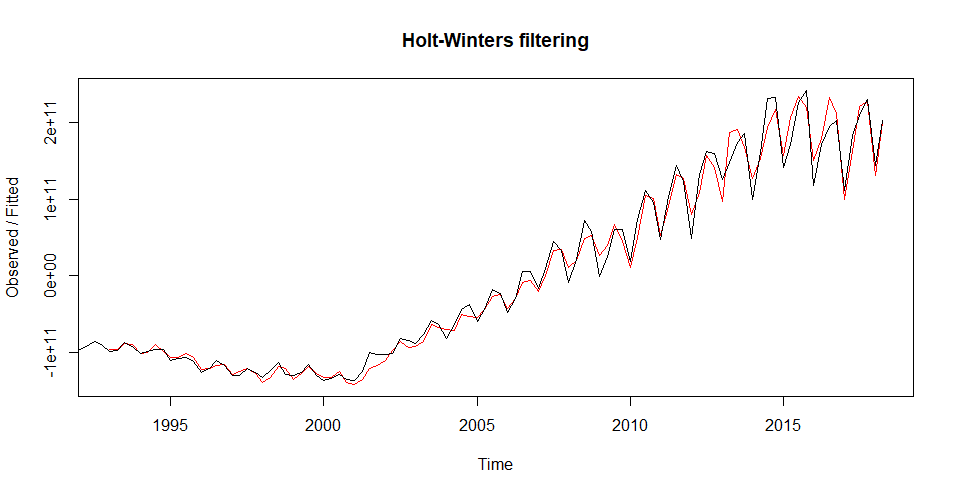 Holt-Winters filtering
Observed / Fitted
2e+11
1e+11
0e+00
-1e+11
1995 2000 2005 2010 2015
Time